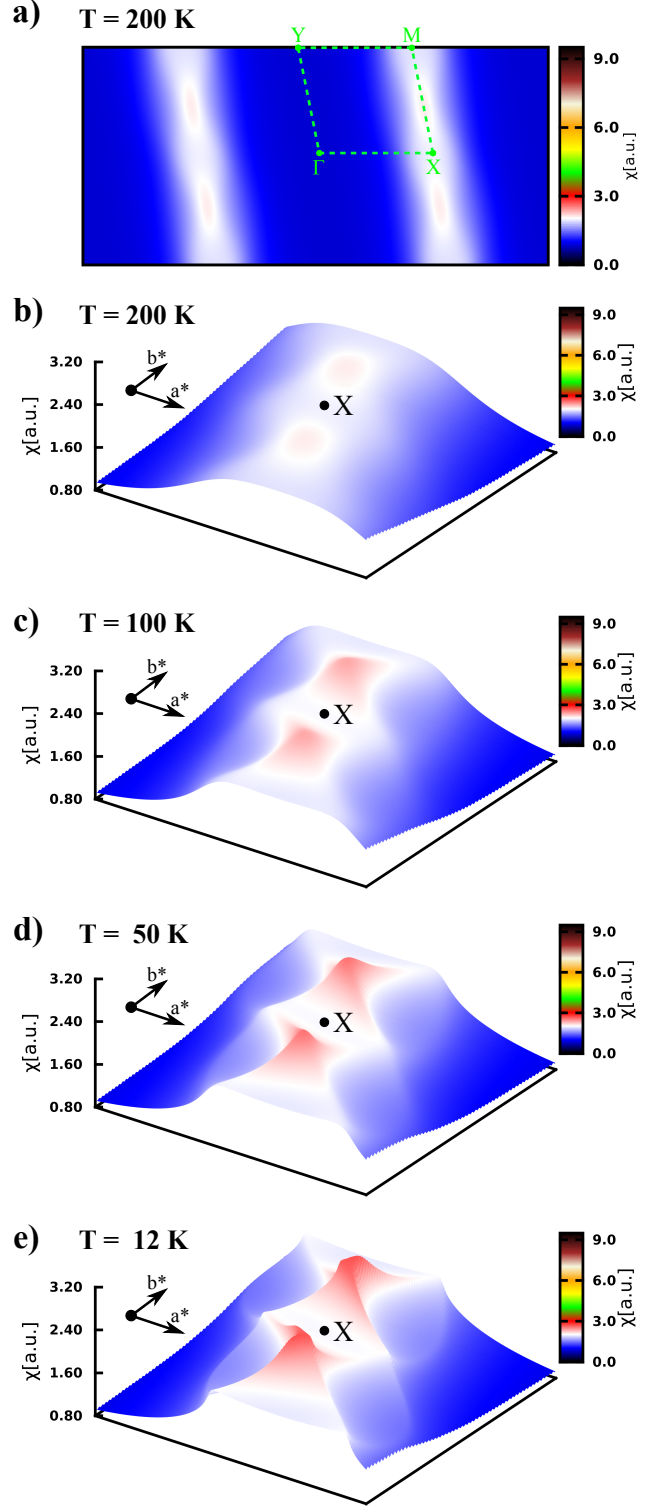 a) T = 200 K
Y M
Γ X
9.0
6.0
3.0
0.0
χ[a.u.]
b) T = 200 K
3.20
2.40
1.60
0.80
χ[a.u.]
b*
a*
X
9.0
6.0
3.0
0.0
χ[a.u.]
c) T = 100 K
3.20
2.40
1.60
0.80
χ[a.u.]
b*
a*
X
9.0
6.0
3.0
0.0
χ[a.u.]
d) T = 50 K
3.20
2.40
1.60
0.80
χ[a.u.]
b*
a*
X
9.0
6.0
3.0
0.0
χ[a.u.]
e) T = 12 K
3.20
2.40
1.60
0.80
χ[a.u.]
b*
a*
X
9.0
6.0
3.0
0.0
χ[a.u.]